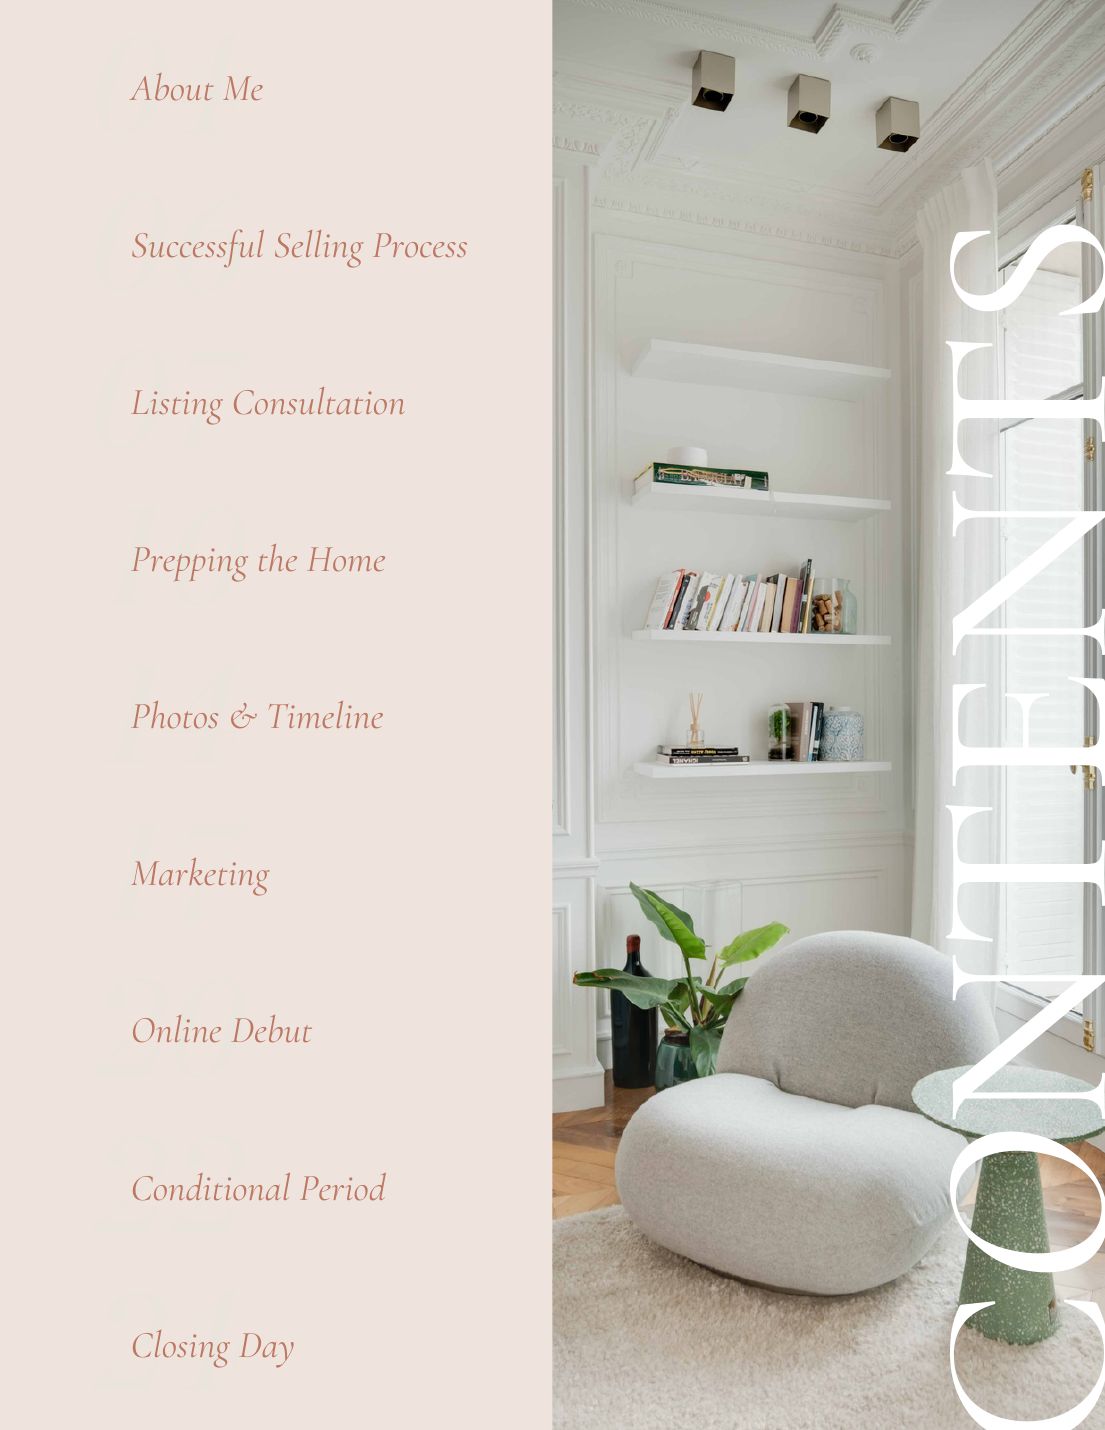 About Me
Successful Selling Process
Listing Consultation
Prepping the Home
Photos & Timeline
Marketing
Online Debut
Conditional Period
Closing Day
CONTENTS
CHANEL